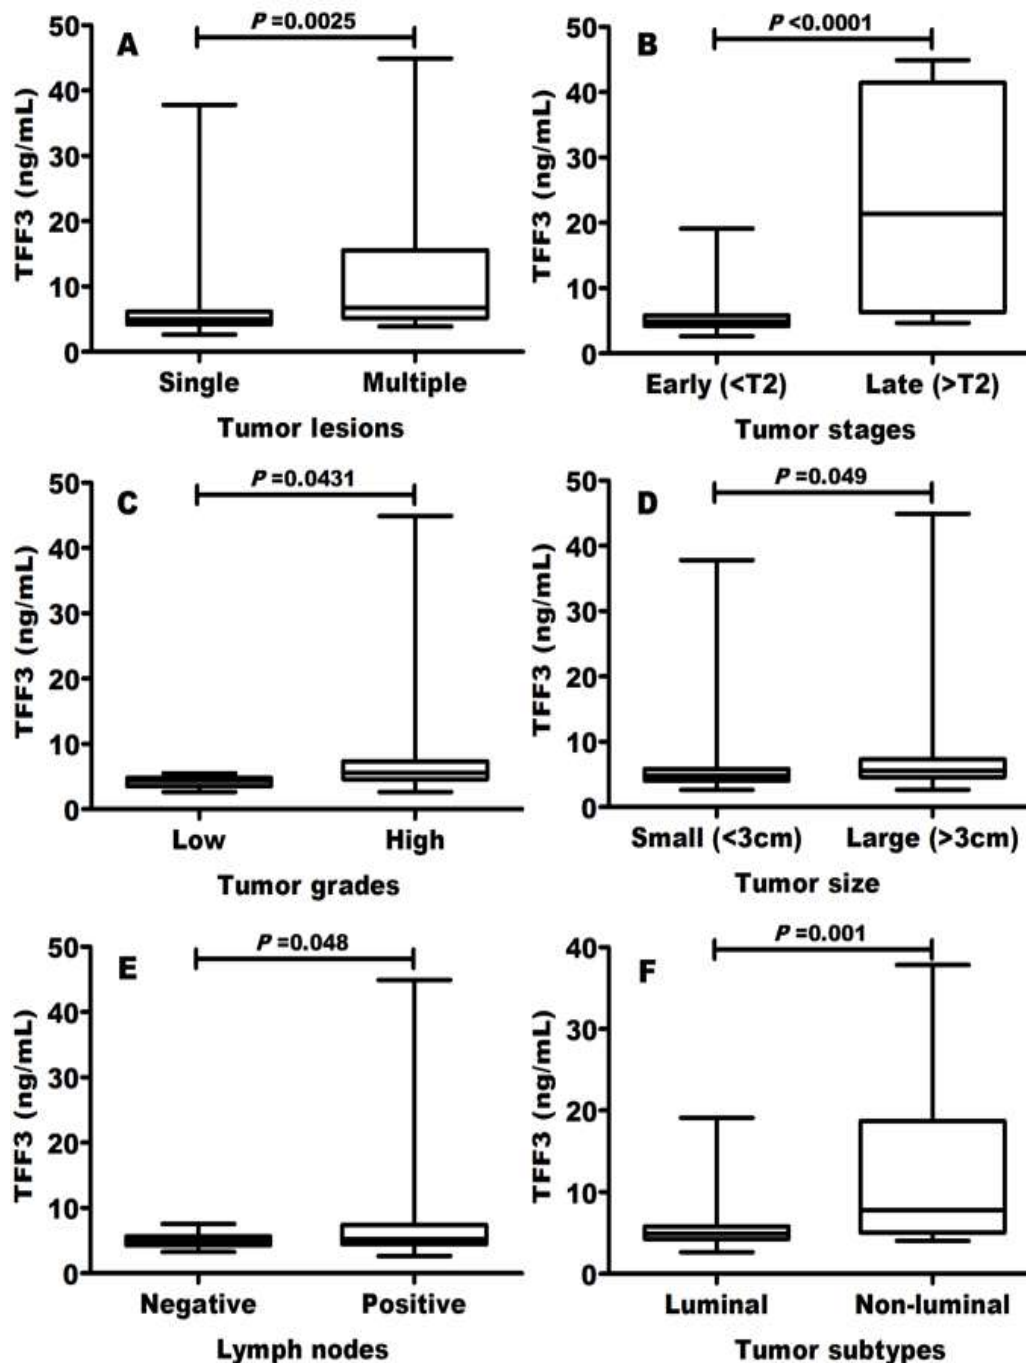 A
P =0.0025
TFF3 (ng/mL)
50
40
30
20
10
0
Single Multiple
Tumor lesions
B
P <0.0001
TFF3 (ng/mL)
50
40
30
20
10
0
Early (<T2) Late (>T2)
Tumor stages
C
P =0.0431
TFF3 (ng/mL)
50
40
30
20
10
0
Low High
Tumor grades
D
P =0.049
TFF3 (ng/mL)
50
40
30
20
10
0
Small (<3cm) Large (>3cm)
Tumor size
E
P =0.048
TFF3 (ng/mL)
50
40
30
20
10
0
Negative Positive
Lymph nodes
F
P =0.001
TFF3 (ng/mL)
40
30
20
10
0
Luminal Non-luminal
Tumor subtypes